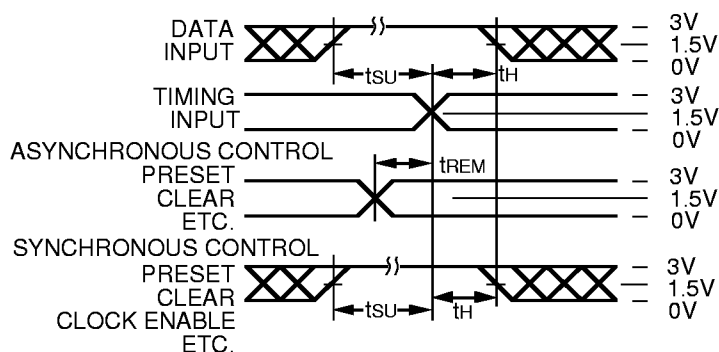 DATA
INPUT
3V
1.5V
0V
tSU
tH
TIMING
INPUT
3V
1.5V
0V
ASYNCHRONOUS CONTROL
tREM
PRESET
CLEAR
ETC.
3V
1.5V
0V
SYNCHRONOUS CONTROL
PRESET
CLEAR
CLOCK ENABLE
ETC.
3V
1.5V
0V
tSU
tH